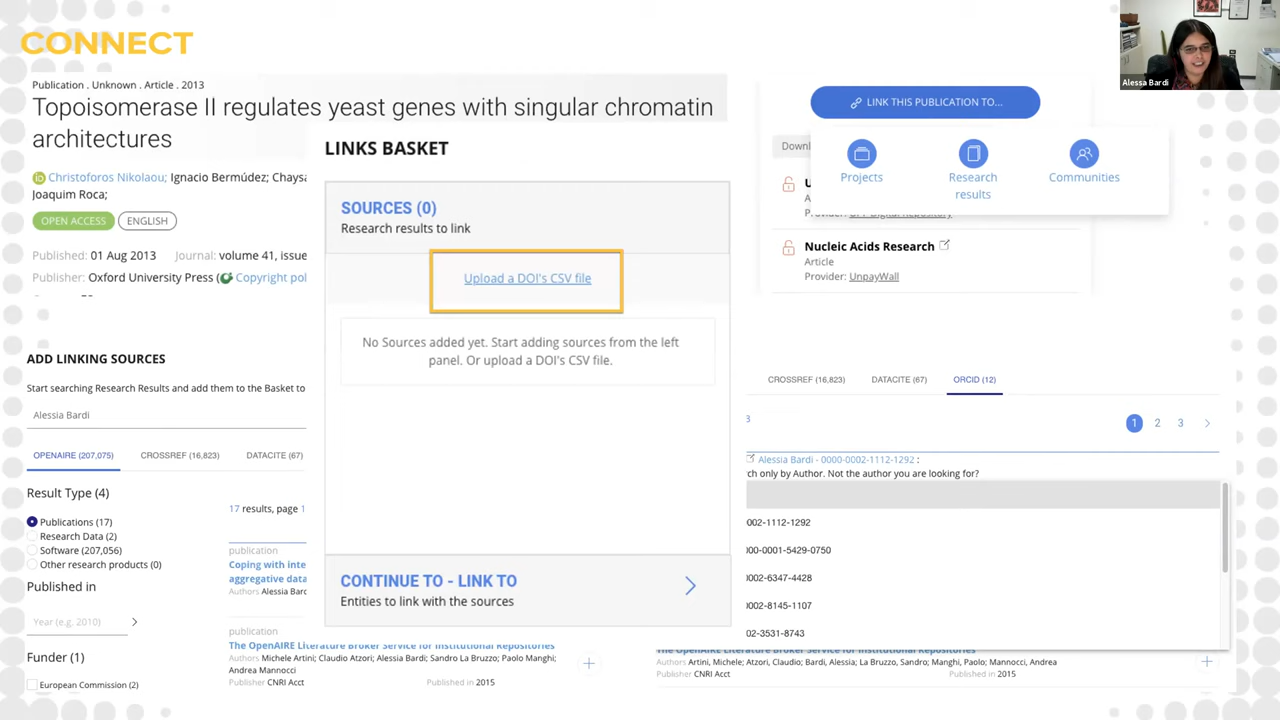 CONNECT
Alessa Bardi
Publication . Unknown . Article . 2013
Topoisomerase II regulates yeast genes with singular chromatin
architectures
Christoforos Nikolaou; Ignacio Bermúdez; Chaysa
Joaquim Roca;
OPEN ACCESS ENGLISH
Published: 01 Aug 2013 Journal: volume 41, issue
Publisher: Oxford University Press ( Copyright pol
LINKS BASKET
SOURCES (0)
Research results to link
Upload a DOI's CSV file
No Sources added yet. Start adding sources from the left
panel. Or upload a DOI's CSV file.
CONTINUE TO - LINK TO
Entities to link with the sources
LINK THIS PUBLICATION TO...
Projects
Research
results
Communities
Downl
Nucleic Acids Research
Article
Provider: UnpayWall
ADD LINKING SOURCES
Start searching Research Results and add them to the Basket to
Alessia Bardi
OPENAIRE (207,075) CROSSREF (16,823) DATACITE (67)
Result Type (4)
Publications (17)
Research Data (2)
Software (207,056)
Other research products (0)
Published in
Year (e.g. 2010)
Funder (1)
European Commission (2)
17 results, page 1
publication
Coping with inte
aggregative data
Authors Alessia Bard
publication
The OpenAIRE Literature Broker Service for Institutional Repositories
Authors Michele Artini; Claudio Atzori; Alessia Bardi; Sandro La Bruzzo; Paolo Manghi;
Andrea Mannocci
Publisher CNRI Acct Published in 2015
CROSSREF (16,823) DATACITE (67) ORCID (12)
1 2 3
Alessia Bardi - 0000-0002-1112-1292 :
rch only by Author. Not the author you are looking for?
002-1112-1292
00-0001-5429-0750
002-6347-4428
002-8145-1107
02-3531-8743
The OpenAIRE Literature Broker Service for Institutional Repositories
Authors Artini, Michele; Atzori, Claudio; Bardi, Alessia; La Bruzzo, Sandro; Manghi, Paolo; Mannocci, Andrea
Publisher CNRI Acct Published in 2015